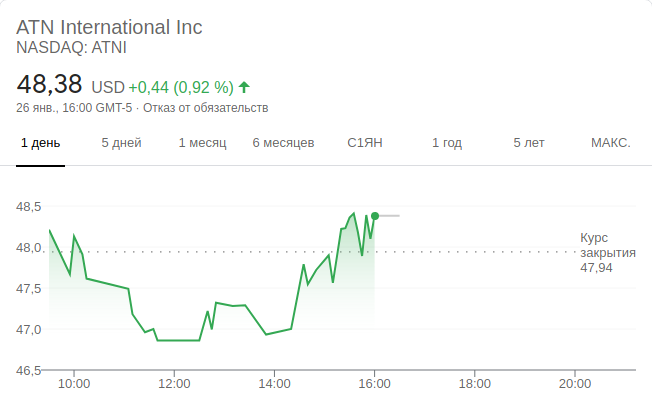 ATN International Inc
NASDAQ: ATNI
48,38 USD +0,44 (0,92 %)
26 янв., 16:00 GMT-5 · Отказ от обязательств
1 день 5 дней 1 месяц 6 месяцев С1ЯН 1 год 5 лет МАКС.
48,5
48,0
47,5
47,0
46,5
Курс
закрытия
47,94
10:00 12:00 14:00 16:00 18:00 20:00